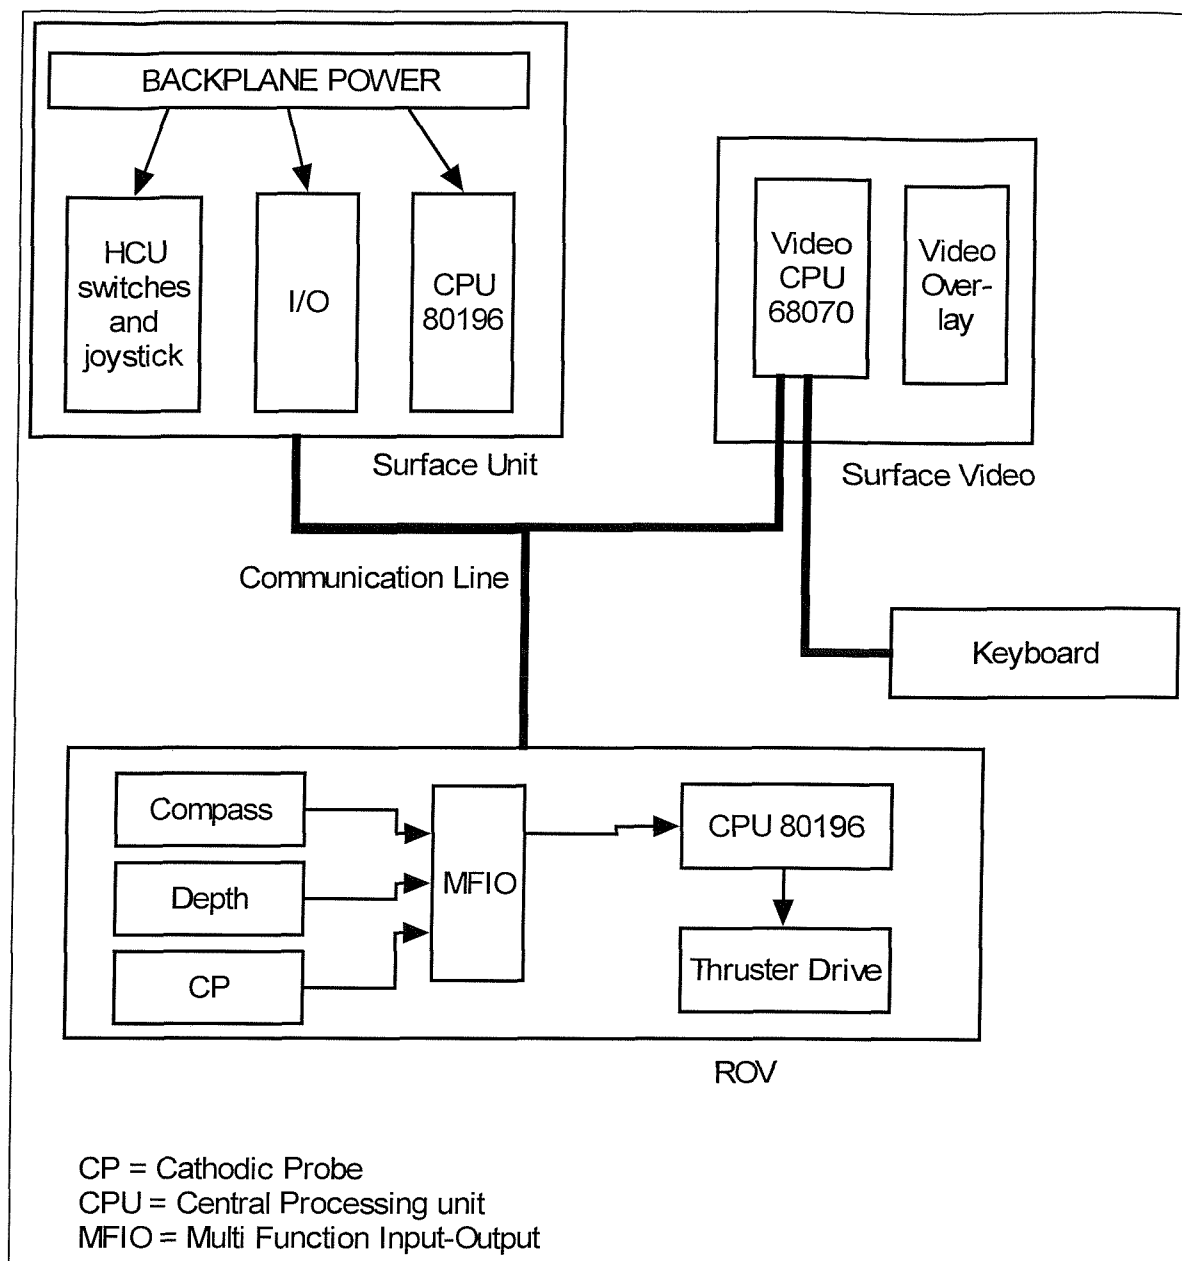 BACKPLANE POWER
HCU
switches
and
joystick
I/O
CPU
80196
Surface Unit
Video
CPU
68070
Video
Over-
lay
Surface Video
Communication Line
Keyboard
Compass
Depth
CP
MFIO
CPU 80196
Thruster Drive
ROV
CP = Cathodic Probe
CPU = Central Processing unit
MFIO = Multi Function Input-Output